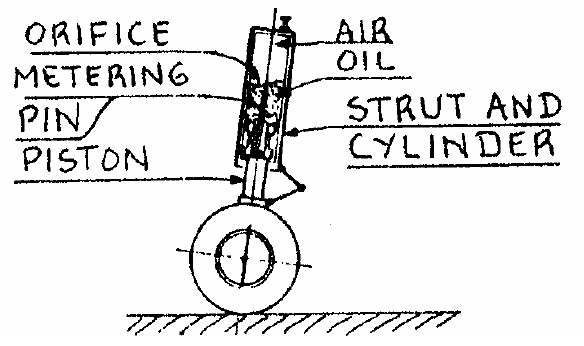 ORIFICE
METERING
PIN
PISTON
AIR
OIL
STRUT AND
CYLINDER